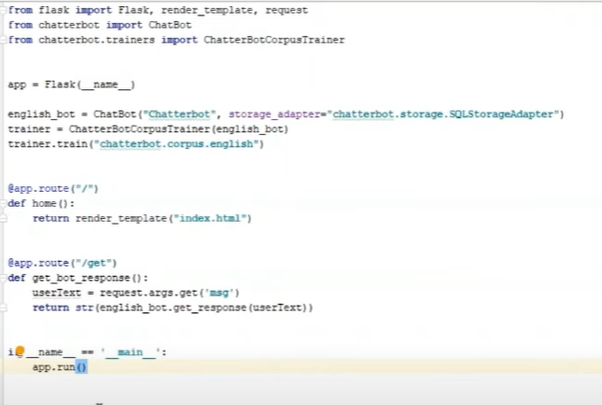 from flask import Flask, render_template, request
from chatterbot import ChatBot
from chatterbot.trainers import ChatterBotCorpusTrainer
app = Flask(__name__)
english_bot = ChatBot("Chatterbot", storage_adapter="chatterbot.storage.SQLStorageAdapter")
trainer = ChatterBotCorpusTrainer(english_bot)
trainer.train("chatterbot.corpus.english")
@app.route("/")
def home():
    return render_template("index.html")
@app.route("/get")
def get_bot_response():
    userText = request.args.get('msg')
    return str(english_bot.get_response(userText))
if __name__ == '__main__':
    app.run()